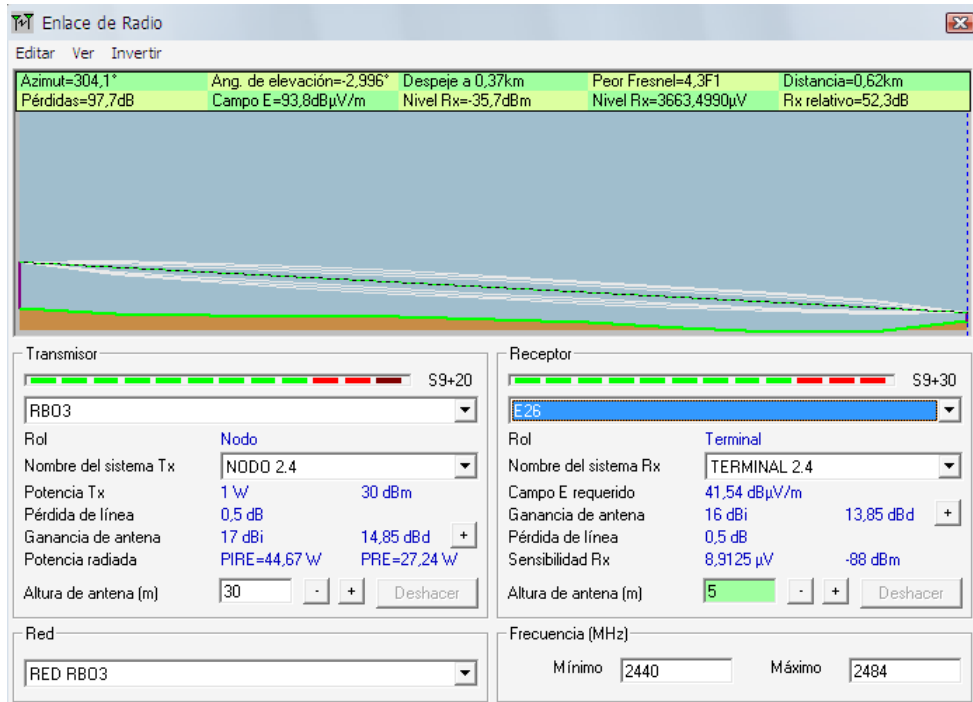 Enlace de Radio
Editar Ver Invertir
Azimut=304,1° Ang. de elevación=-2,996° Despeje a 0,37km Peor Fresnel=4,3F1 Distancia=0,62km
Pérdidas=97,7dB Campo E=93,8dBµV/m Nivel Rx=-35,7dBm Nivel Rx=3663,4990µV Rx relativo=52,3dB
Transmisor
S9+20
RB03
Rol Nodo
Nombre del sistema Tx NODO 2.4
Potencia Tx 1 W 30 dBm
Pérdida de línea 0,5 dB
Ganancia de antena 17 dBi 14,85 dBd +
Potencia radiada PIRE=44,67 W PRE=27,24 W
Altura de antena (m) 30 - + Deshacer
Red
RED RB03
Receptor
S9+30
E26
Rol Terminal
Nombre del sistema Rx TERMINAL 2.4
Campo E requerido 41,54 dBµV/m
Ganancia de antena 16 dBi 13,85 dBd +
Pérdida de línea 0,5 dB
Sensibilidad Rx 8,9125 µV -88 dBm
Altura de antena (m) 5 - + Deshacer
Frecuencia (MHz)
Mínimo 2440 Máximo 2484